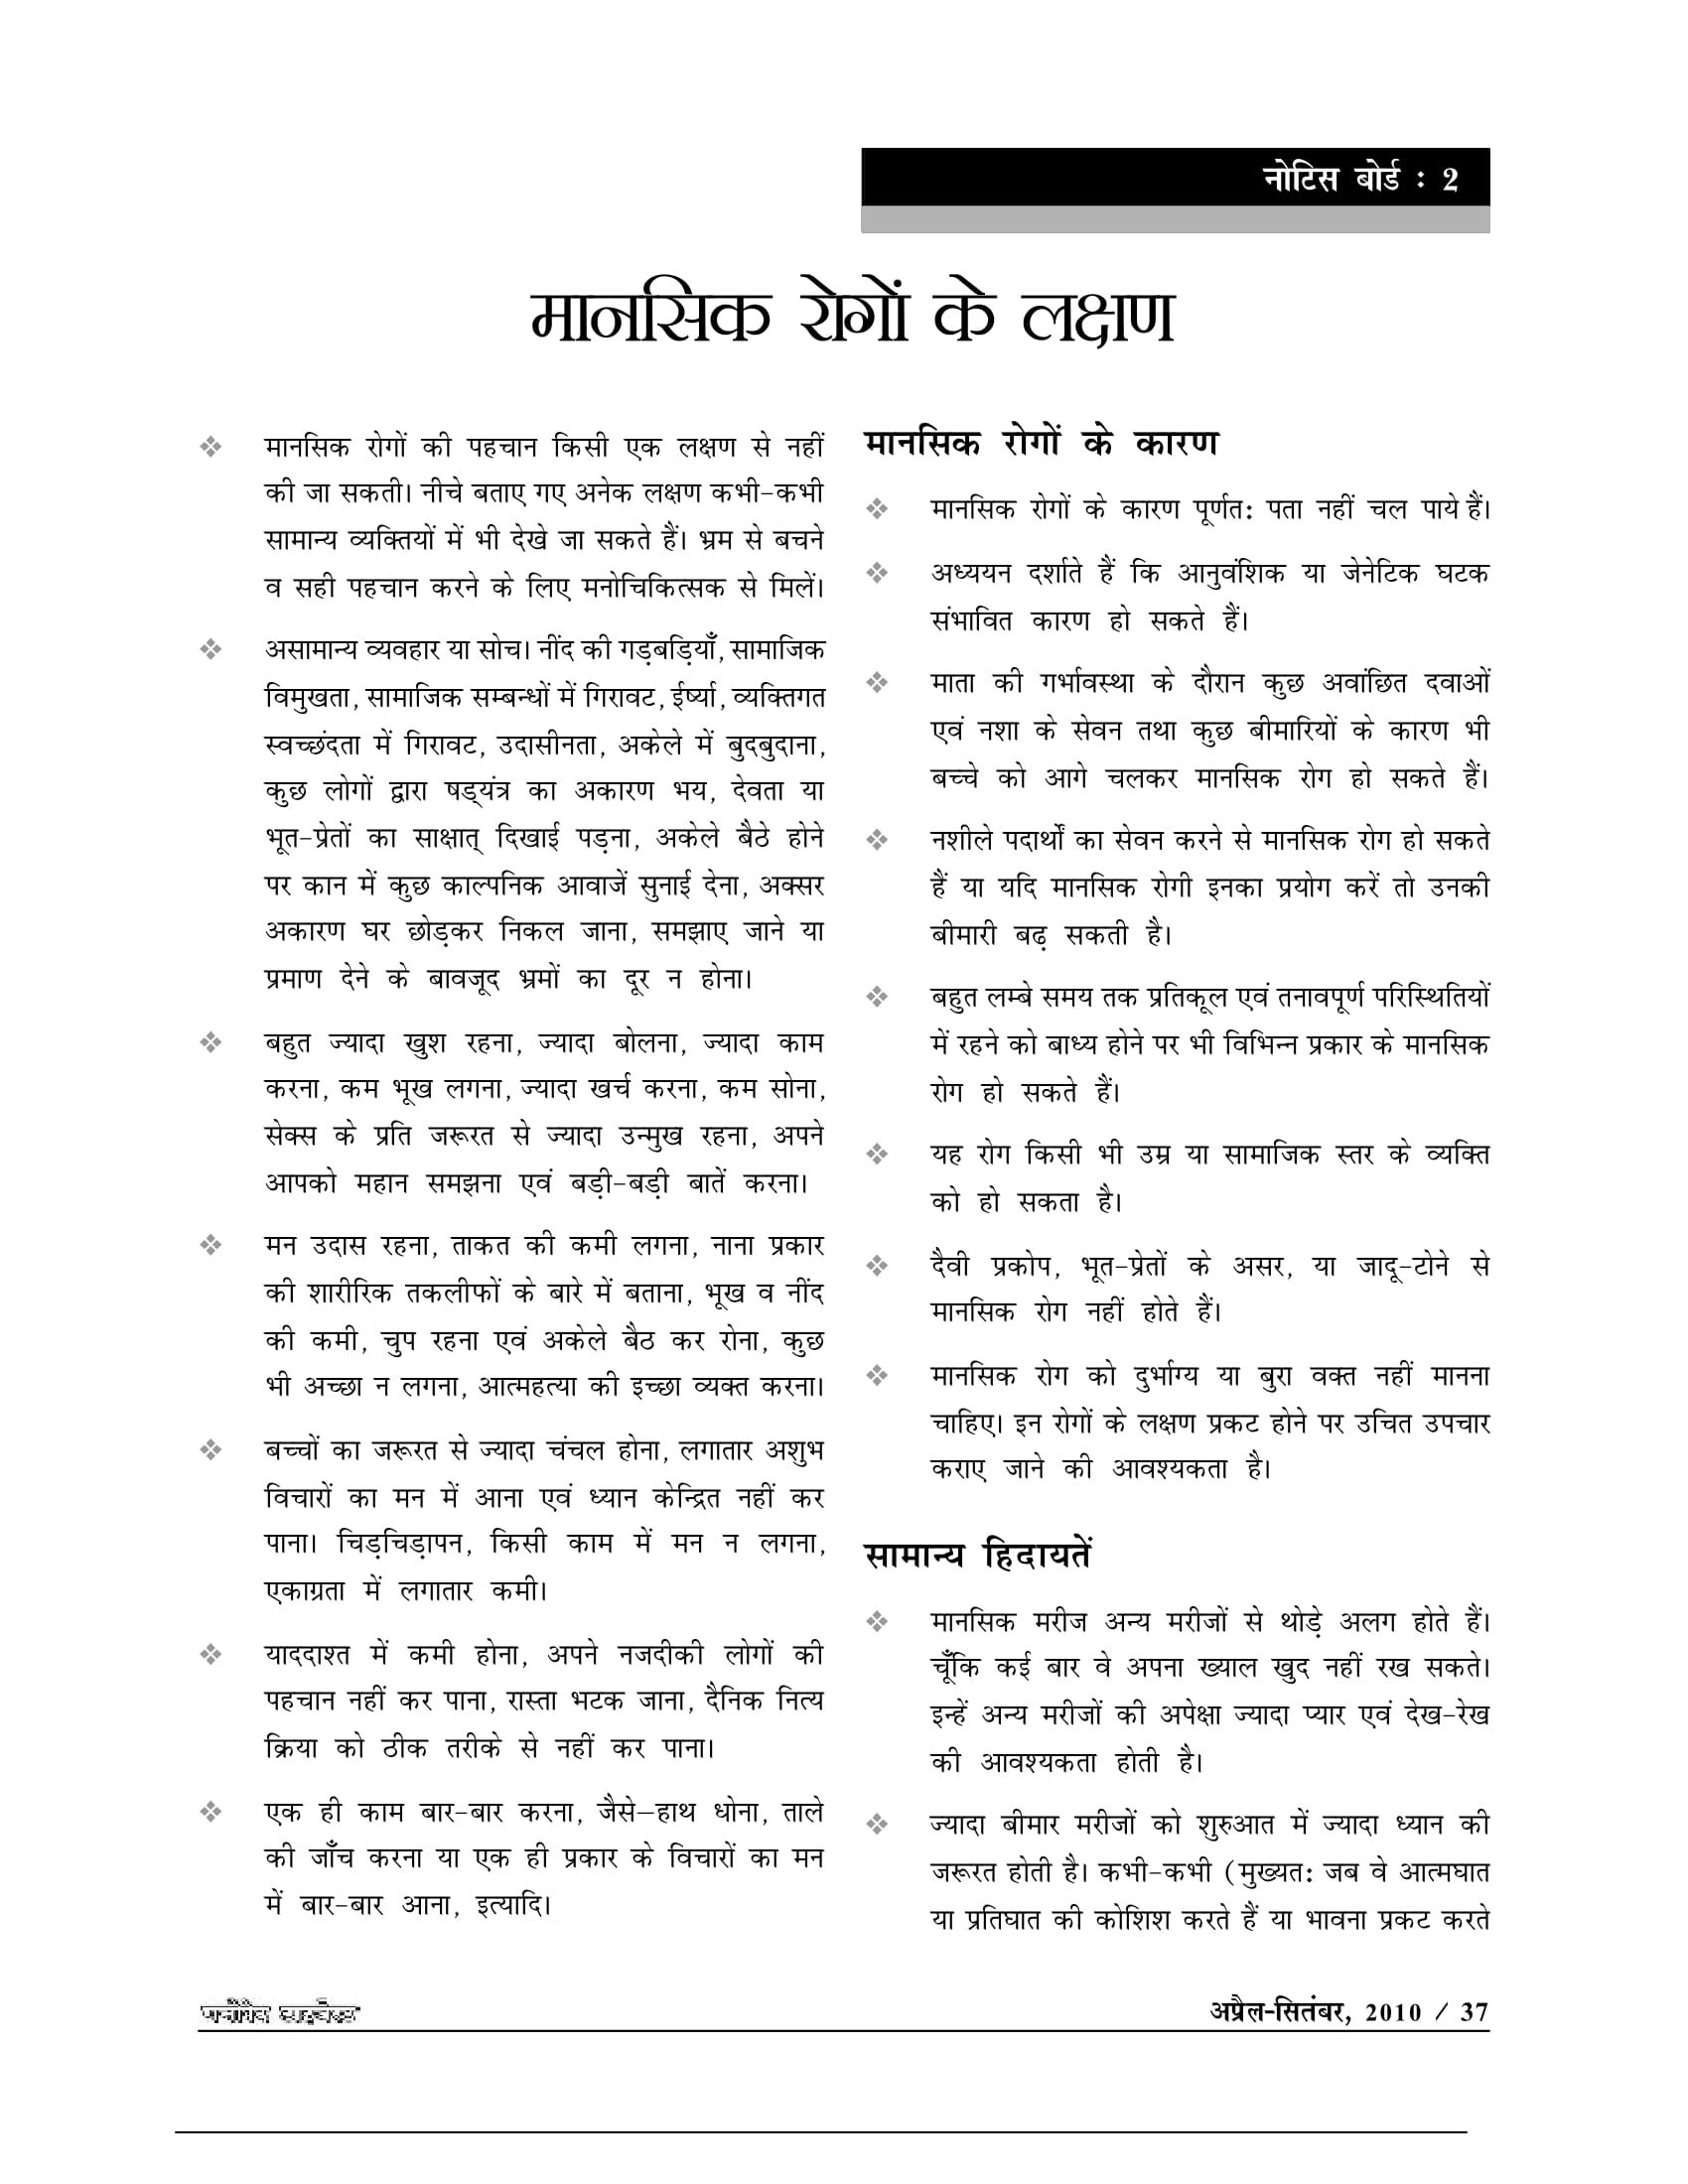 नोटिस बोर्ड : 2
मानसिक रोगों के लक्षण
❖ मानसिक रोगों की पहचान किसी एक लक्षण से नहीं
की जा सकती। नीचे बताए गए अनेक लक्षण कभी-कभी
सामान्य व्यक्तियों में भी देखे जा सकते हैं। भ्रम से बचने
व सही पहचान करने के लिए मनोचिकित्सक से मिलें।
❖ असामान्य व्यवहार या सोच। नींद की गड़बड़ियाँ, सामाजिक
विमुखता, सामाजिक सम्बन्धों में गिरावट, ईर्ष्या, व्यक्तिगत
स्वच्छंदता में गिरावट, उदासीनता, अकेले में बुदबुदाना,
कुछ लोगों द्वारा षड्यंत्र का अकारण भय, देवता या
भूत-प्रेतों का साक्षात् दिखाई पड़ना, अकेले बैठे होने
पर कान में कुछ काल्पनिक आवाजें सुनाई देना, अक्सर
अकारण घर छोड़कर निकल जाना, समझाए जाने या
प्रमाण देने के बावजूद भ्रमों का दूर न होना।
❖ बहुत ज्यादा खुश रहना, ज्यादा बोलना, ज्यादा काम
करना, कम भूख लगना, ज्यादा खर्च करना, कम सोना,
सेक्स के प्रति जरूरत से ज्यादा उन्मुख रहना, अपने
आपको महान समझना एवं बड़ी-बड़ी बातें करना।
❖ मन उदास रहना, ताकत की कमी लगना, नाना प्रकार
की शारीरिक तकलीफों के बारे में बताना, भूख व नींद
की कमी, चुप रहना एवं अकेले बैठ कर रोना, कुछ
भी अच्छा न लगना, आत्महत्या की इच्छा व्यक्त करना।
❖ बच्चों का जरूरत से ज्यादा चंचल होना, लगातार अशुभ
विचारों का मन में आना एवं ध्यान केन्द्रित नहीं कर
पाना। चिड़चिड़ापन, किसी काम में मन न लगना,
एकाग्रता में लगातार कमी।
❖ याददाश्त में कमी होना, अपने नजदीकी लोगों की
पहचान नहीं कर पाना, रास्ता भटक जाना, दैनिक नित्य
क्रिया को ठीक तरीके से नहीं कर पाना।
❖ एक ही काम बार-बार करना, जैसे—हाथ धोना, ताले
की जाँच करना या एक ही प्रकार के विचारों का मन
में बार-बार आना, इत्यादि।
मानसिक रोगों के कारण
❖ मानसिक रोगों के कारण पूर्णत: पता नहीं चल पाये हैं।
❖ अध्ययन दर्शाते हैं कि आनुवंशिक या जेनेटिक घटक
संभावित कारण हो सकते हैं।
❖ माता की गर्भावस्था के दौरान कुछ अवांछित दवाओं
एवं नशा के सेवन तथा कुछ बीमारियों के कारण भी
बच्चे को आगे चलकर मानसिक रोग हो सकते हैं।
❖ नशीले पदार्थों का सेवन करने से मानसिक रोग हो सकते
हैं या यदि मानसिक रोगी इनका प्रयोग करें तो उनकी
बीमारी बढ़ सकती है।
❖ बहुत लम्बे समय तक प्रतिकूल एवं तनावपूर्ण परिस्थितियों
में रहने को बाध्य होने पर भी विभिन्न प्रकार के मानसिक
रोग हो सकते हैं।
❖ यह रोग किसी भी उम्र या सामाजिक स्तर के व्यक्ति
को हो सकता है।
❖ दैवी प्रकोप, भूत-प्रेतों के असर, या जादू-टोने से
मानसिक रोग नहीं होते हैं।
❖ मानसिक रोग को दुर्भाग्य या बुरा वक्त नहीं मानना
चाहिए। इन रोगों के लक्षण प्रकट होने पर उचित उपचार
कराए जाने की आवश्यकता है।
सामान्य हिदायतें
❖ मानसिक मरीज अन्य मरीजों से थोड़े अलग होते हैं।
चूँकि कई बार वे अपना ख्याल खुद नहीं रख सकते।
इन्हें अन्य मरीजों की अपेक्षा ज्यादा प्यार एवं देख-रेख
की आवश्यकता होती है।
❖ ज्यादा बीमार मरीजों को शुरुआत में ज्यादा ध्यान की
जरूरत होती है। कभी-कभी (मुख्यत: जब वे आत्मघात
या प्रतिघात की कोशिश करते हैं या भावना प्रकट करते
अप्रैल-सितंबर, 2010 / 37